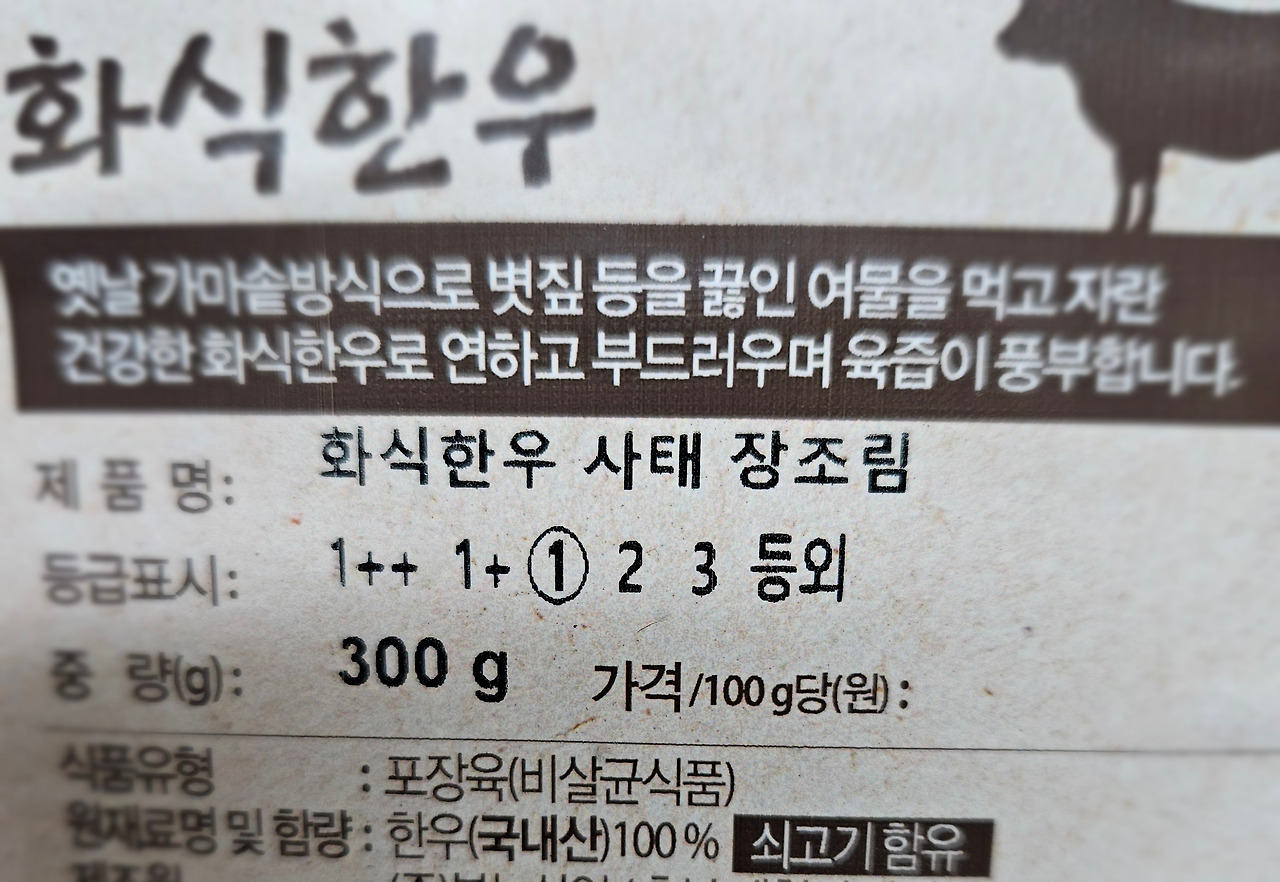 화식한우
옛날 가마솥방식으로 볏짚 등을 끓인 여물을 먹고 자란
건강한 화식한우로 연하고 부드러우며 육즙이 풍부합니다.
제 품 명: 화식한우 사태 장조림
등급표시: 1++ 1+ ① 2 3 등외
중 량(g): 300 g 가격/100g당(원):
식품유형 : 포장육(비살균식품)
원재료명 및 함량 : 한우(국내산)100% 쇠고기 함유